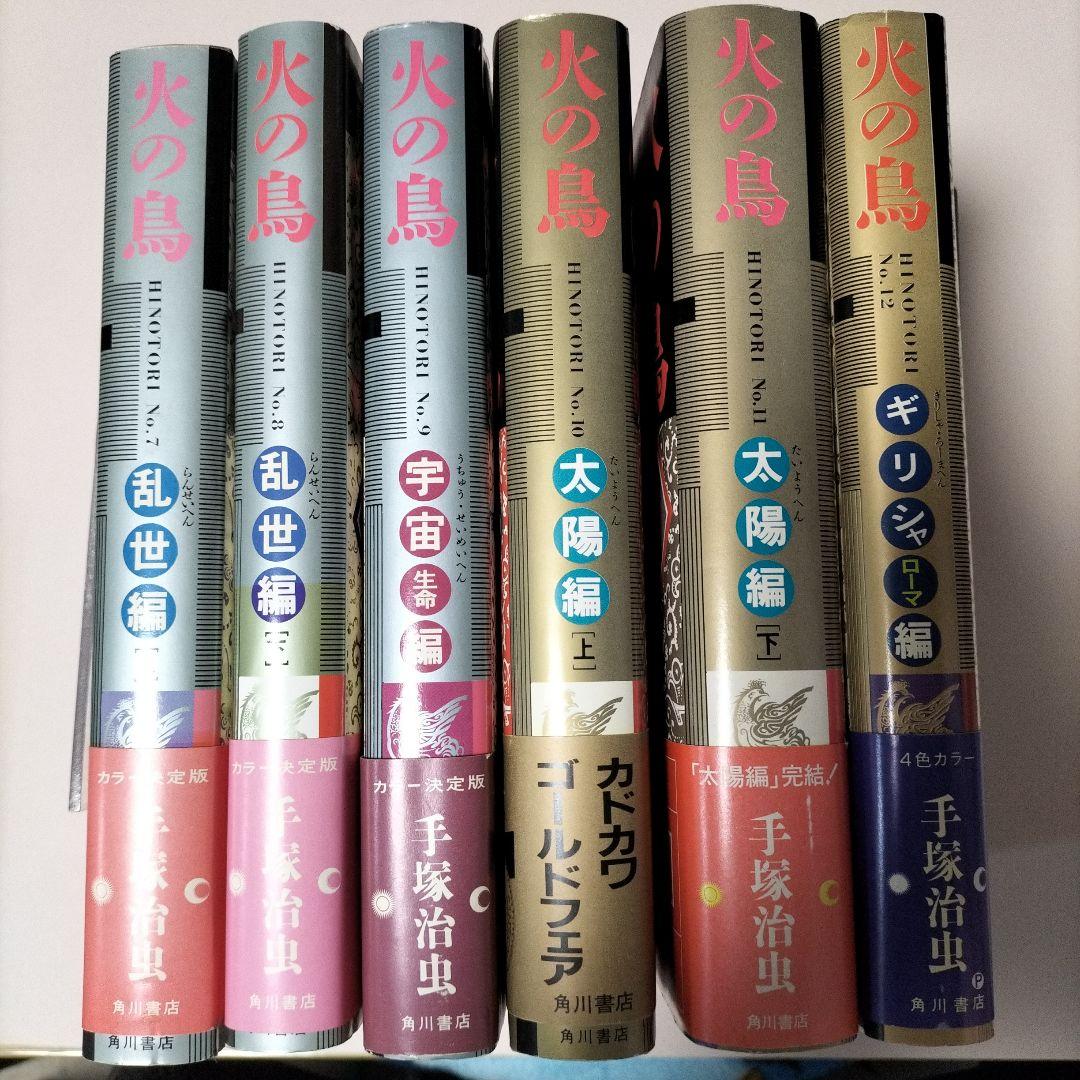 火の鳥
HINOTORI No.7
らんせいへん
乱世編
カラー決定版
手塚治虫
角川書店
角川書店
火の鳥
HINOTORI No.8
らんせいへん
乱世編
[下]
カラー決定版
手塚治虫
角川書店
火の鳥
HINOTORI No.9
うちゅう・せいめいへん
宇宙生命編
カラー決定版
手塚治虫
角川書店
火の鳥
HINOTORI No.10
たいようへん
太陽編
[上]
カドカワ
ゴールドフェア
角川書店
角川書店
火の鳥
HINOTORI No.11
たいようへん
太陽編
[下]
「太陽編」完結!
手塚治虫
角川書店
火の鳥
HINOTORI
No.12
ぎりしゃ・ろーまへん
ギリシャローマ編
4色カラー
手塚治虫
P
角川書店